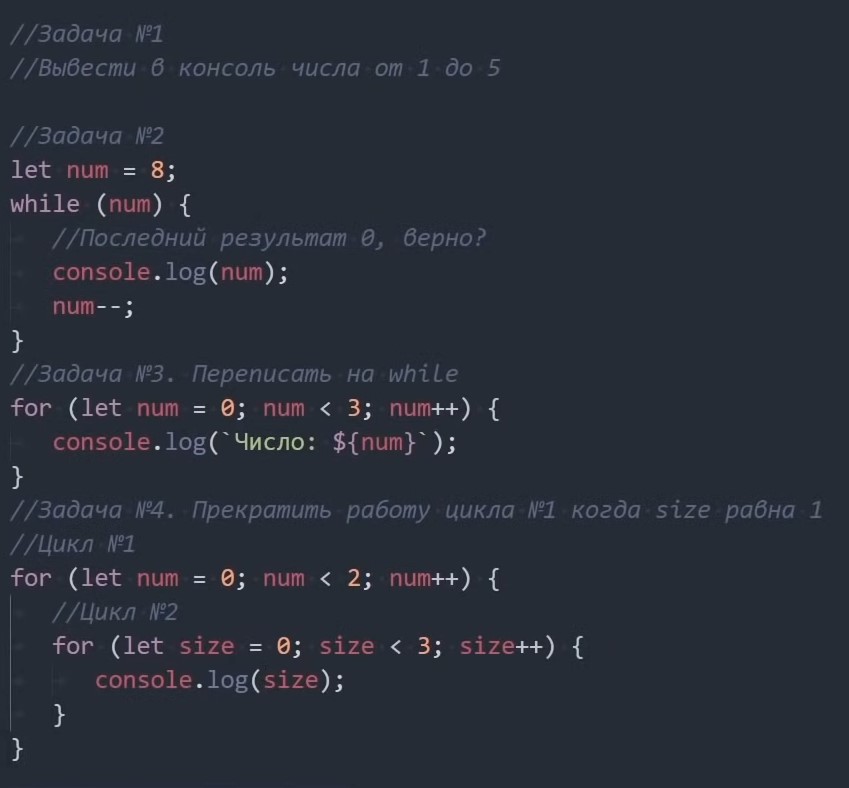 //Задача №1
//Вывести в консоль числа от 1 до 5
//Задача №2
let num = 8;
while (num) {
//Последний результат 0, верно?
console.log(num);
num--;
}
//Задача №3. Переписать на while
for (let num = 0; num < 3; num++) {
console.log(`Число: ${num}`);
}
//Задача №4. Прекратить работу цикла №1 когда size равна 1
//Цикл №1
for (let num = 0; num < 2; num++) {
//Цикл №2
for (let size = 0; size < 3; size++) {
console.log(size);
}
}